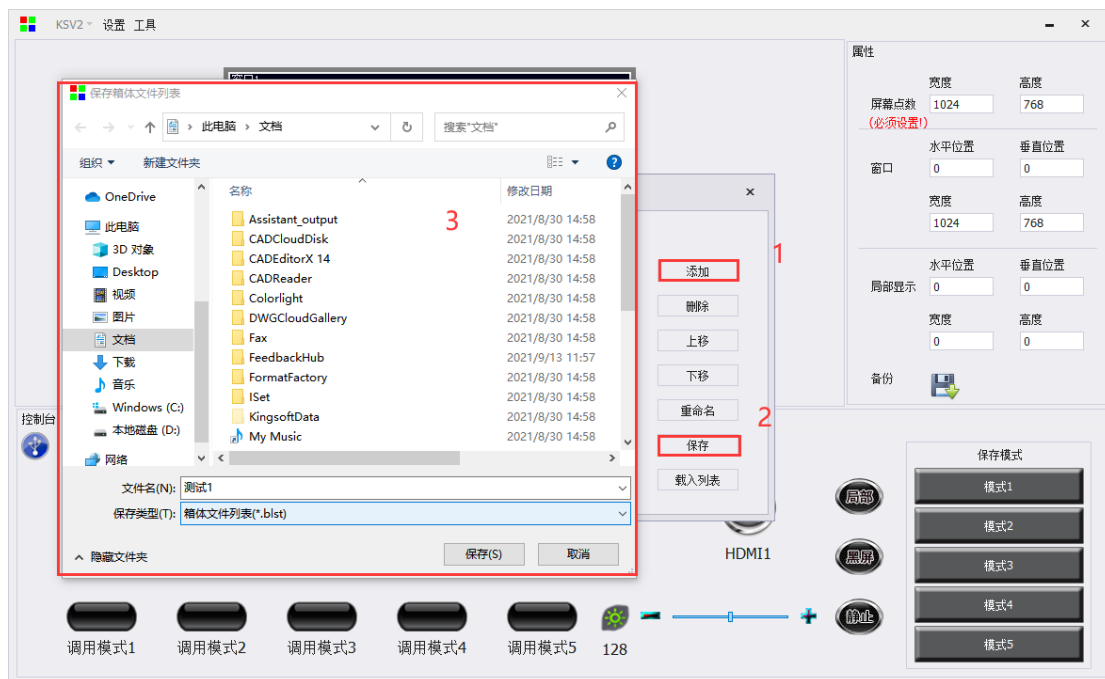 KSV2 设置 工具
属性
宽度 高度
屏幕点数 1024 768
(必须设置!)
水平位置 垂直位置
窗口 0 0
宽度 高度
1024 768
水平位置 垂直位置
局部显示 0 0
宽度 高度
0 0
备份
窗口1
保存箱体文件列表
此电脑 › 文档
搜索"文档"
组织 新建文件夹
OneDrive
此电脑
3D 对象
Desktop
视频
图片
文档
下载
音乐
Windows (C:)
本地磁盘 (D:)
网络
名称 修改日期
Assistant_output 2021/8/30 14:58
CADCloudDisk 2021/8/30 14:58
CADEditorX 14 2021/8/30 14:58
CADReader 2021/8/30 14:58
Colorlight 2021/8/30 14:58
DWGCloudGallery 2021/8/30 14:58
Fax 2021/8/30 14:58
FeedbackHub 2021/9/13 11:57
FormatFactory 2021/8/30 14:58
ISet 2021/8/30 14:58
KingsoftData 2021/8/30 14:58
My Music 2021/8/30 14:58
3
文件名(N): 测试1
保存类型(T): 箱体文件列表(*.blst)
隐藏文件夹
保存(S) 取消
1
添加
删除
上移
下移
重命名
2
保存
载入列表
控制台
HDMI1
局部
黑屏
静止
保存模式
模式1
模式2
模式3
模式4
模式5
调用模式1 调用模式2 调用模式3 调用模式4 调用模式5 128